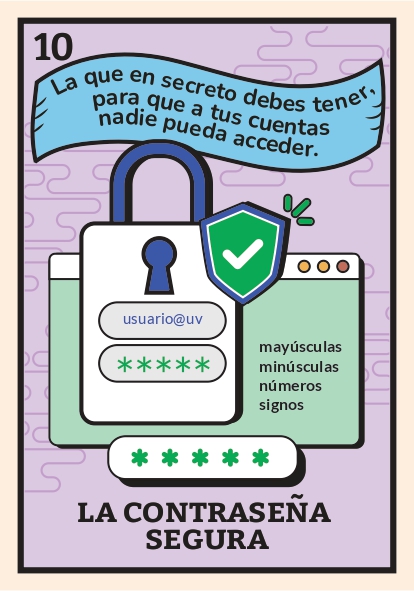 10
La que en secreto debes tener,
para que a tus cuentas
nadie pueda acceder.
usuario@uv
*****
mayúsculas
minúsculas
números
signos
*****
LA CONTRASEÑA
SEGURA